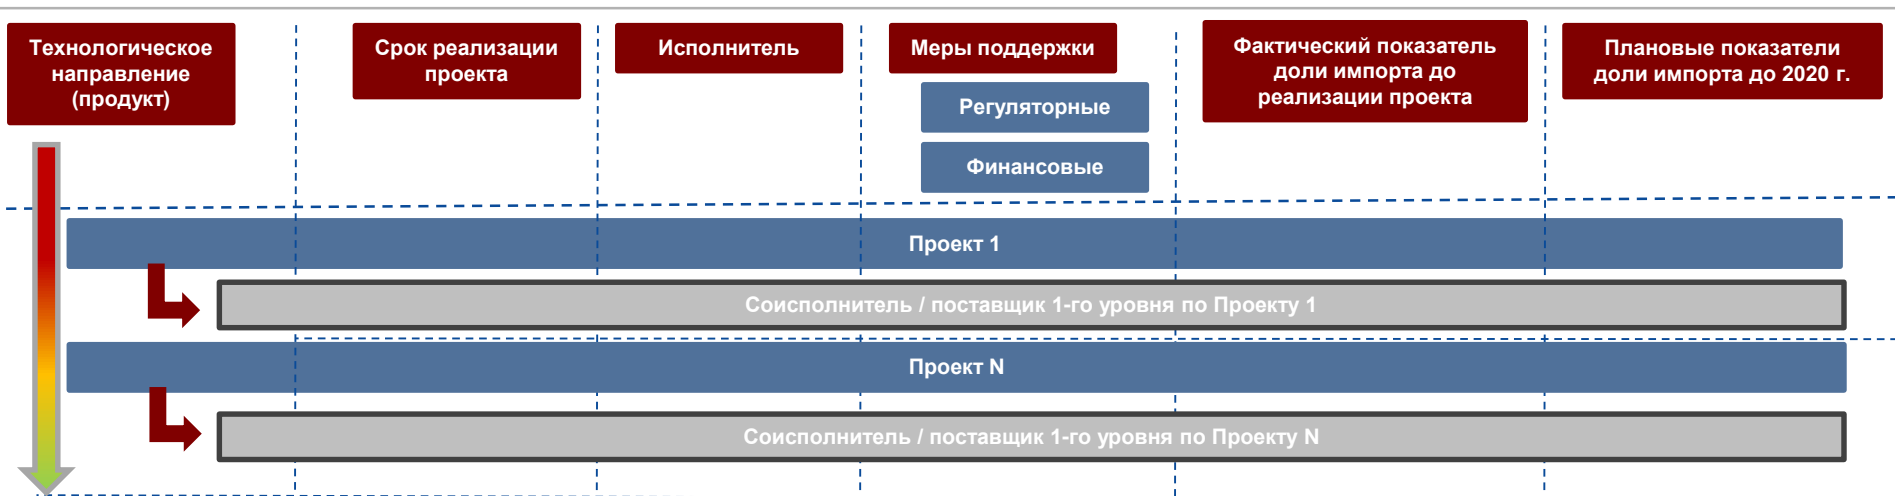 Технологическое
направление
(продукт)
Срок реализации
проекта
Исполнитель
Меры поддержки
Регуляторные
Финансовые
Фактический показатель
доли импорта до
реализации проекта
Плановые показатели
доли импорта до 2020 г.
Проект 1
Соисполнитель / поставщик 1-го уровня по Проекту 1
Проект N
Соисполнитель / поставщик 1-го уровня по Проекту N